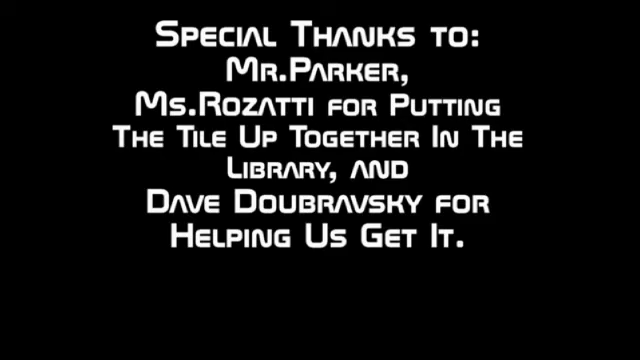 Special Thanks to:
Mr.Parker,
Ms.Rozatti for Putting
The Tile Up Together In The
Library, and
Dave Doubravsky for
Helping Us Get It.